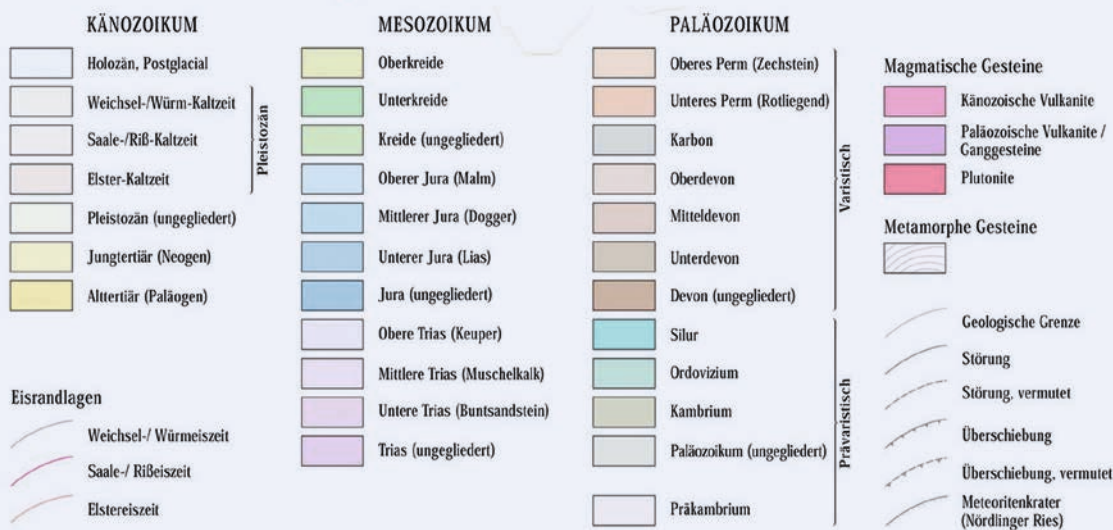 KÄNOZOIKUM
Holozän, Postglacial
Weichsel-/Würm-Kaltzeit
Saale-/Riß-Kaltzeit
Elster-Kaltzeit
Pleistozän
Pleistozän (ungegliedert)
Jungtertiär (Neogen)
Alttertiär (Paläogen)
Eisrandlagen
Weichsel-/ Würmeiszeit
Saale-/ Rißeiszeit
Elstereiszeit
MESOZOIKUM
Oberkreide
Unterkreide
Kreide (ungegliedert)
Oberer Jura (Malm)
Mittlerer Jura (Dogger)
Unterer Jura (Lias)
Jura (ungegliedert)
Obere Trias (Keuper)
Mittlere Trias (Muschelkalk)
Untere Trias (Buntsandstein)
Trias (ungegliedert)
PALÄOZOIKUM
Oberes Perm (Zechstein)
Unteres Perm (Rotliegend)
Karbon
Oberdevon
Mitteldevon
Unterdevon
Devon (ungegliedert)
Varistisch
Silur
Ordovizium
Kambrium
Paläozoikum (ungegliedert)
Prävaristisch
Präkambrium
Magmatische Gesteine
Känozoische Vulkanite
Paläozoische Vulkanite /
Ganggesteine
Plutonite
Metamorphe Gesteine
Geologische Grenze
Störung
Störung, vermutet
Überschiebung
Überschiebung, vermutet
Meteoritenkrater
(Nördlinger Ries)